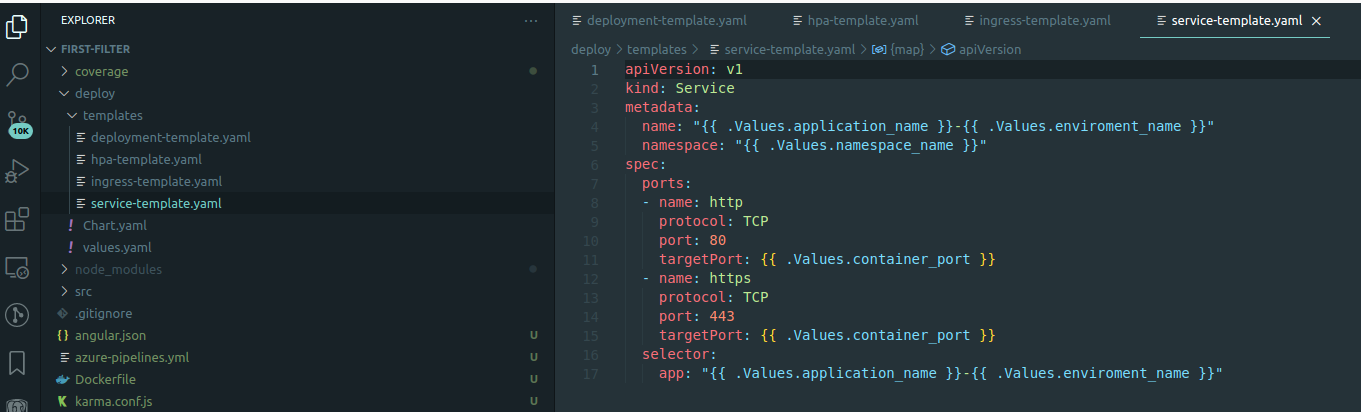 EXPLORER ...
FIRST-FILTER
coverage
deploy
templates
deployment-template.yaml
hpa-template.yaml
ingress-template.yaml
service-template.yaml
! Chart.yaml
! values.yaml
node_modules
src
.gitignore
{} angular.json U
azure-pipelines.yml U
Dockerfile U
karma.conf.js U
10K
deployment-template.yaml hpa-template.yaml ingress-template.yaml service-template.yaml ×
deploy > templates > service-template.yaml > {map} > apiVersion
1 apiVersion: v1
2 kind: Service
3 metadata:
4 name: "{{ .Values.application_name }}-{{ .Values.enviroment_name }}"
5 namespace: "{{ .Values.namespace_name }}"
6 spec:
7 ports:
8 - name: http
9 protocol: TCP
10 port: 80
11 targetPort: {{ .Values.container_port }}
12 - name: https
13 protocol: TCP
14 port: 443
15 targetPort: {{ .Values.container_port }}
16 selector:
17 app: "{{ .Values.application_name }}-{{ .Values.enviroment_name }}"